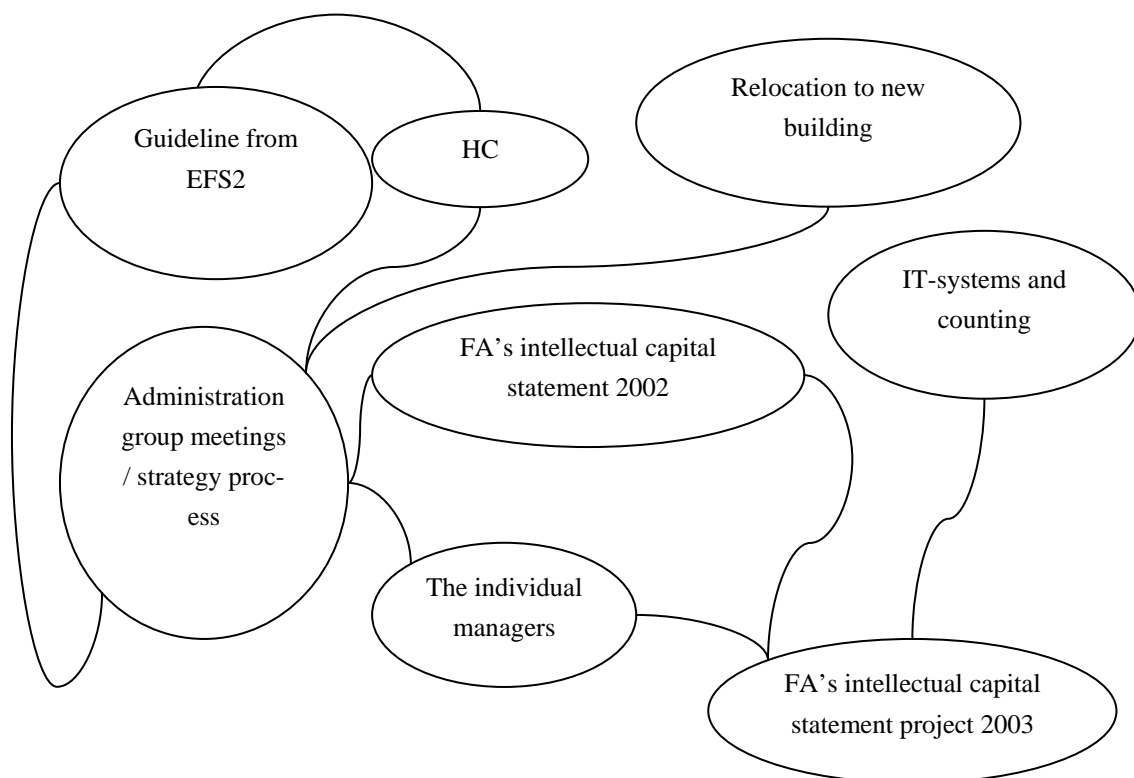 Guideline from
EFS2
HC
Relocation to new
building
IT-systems and
counting
FA’s intellectual capital
statement 2002
Administration
group meetings
/ strategy proc-
ess
The individual
managers
FA’s intellectual capital
statement project 2003